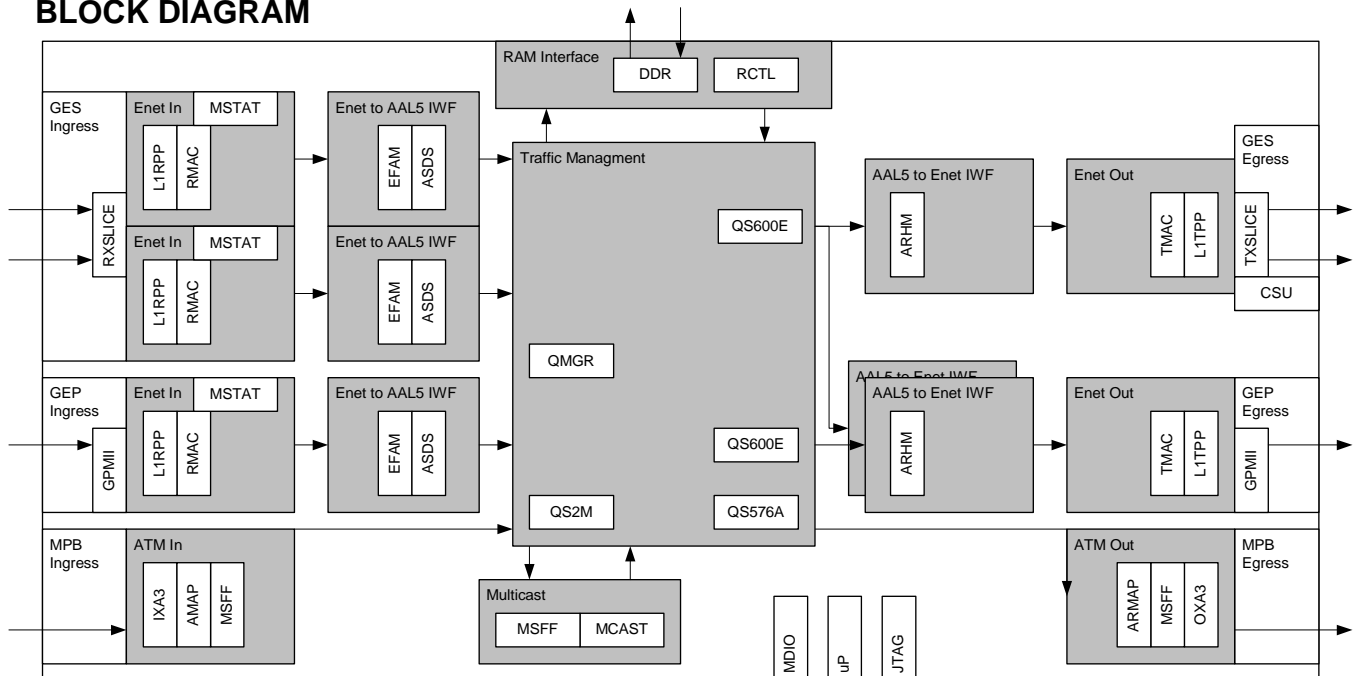 BLOCK DIAGRAM
RAM Interface
DDR
RCTL
GES
Ingress
RXSLICE
Enet In
MSTAT
L1RPP
RMAC
Enet to AAL5 IWF
EFAM
ASDS
Enet In
MSTAT
L1RPP
RMAC
Enet to AAL5 IWF
EFAM
ASDS
Traffic Managment
QS600E
QMGR
QS600E
QS2M
QS576A
AAL5 to Enet IWF
ARHM
Enet Out
TMAC
L1TPP
GES
Egress
TXSLICE
CSU
GEP
Ingress
GPMII
Enet In
MSTAT
L1RPP
RMAC
Enet to AAL5 IWF
EFAM
ASDS
AAL5 to Enet IWF
AAL5 to Enet IWF
ARHM
Enet Out
TMAC
L1TPP
GEP
Egress
GPMII
MPB
Ingress
ATM In
IXA3
AMAP
MSFF
Multicast
MSFF
MCAST
MDIO
uP
JTAG
ATM Out
ARMAP
MSFF
OXA3
MPB
Egress